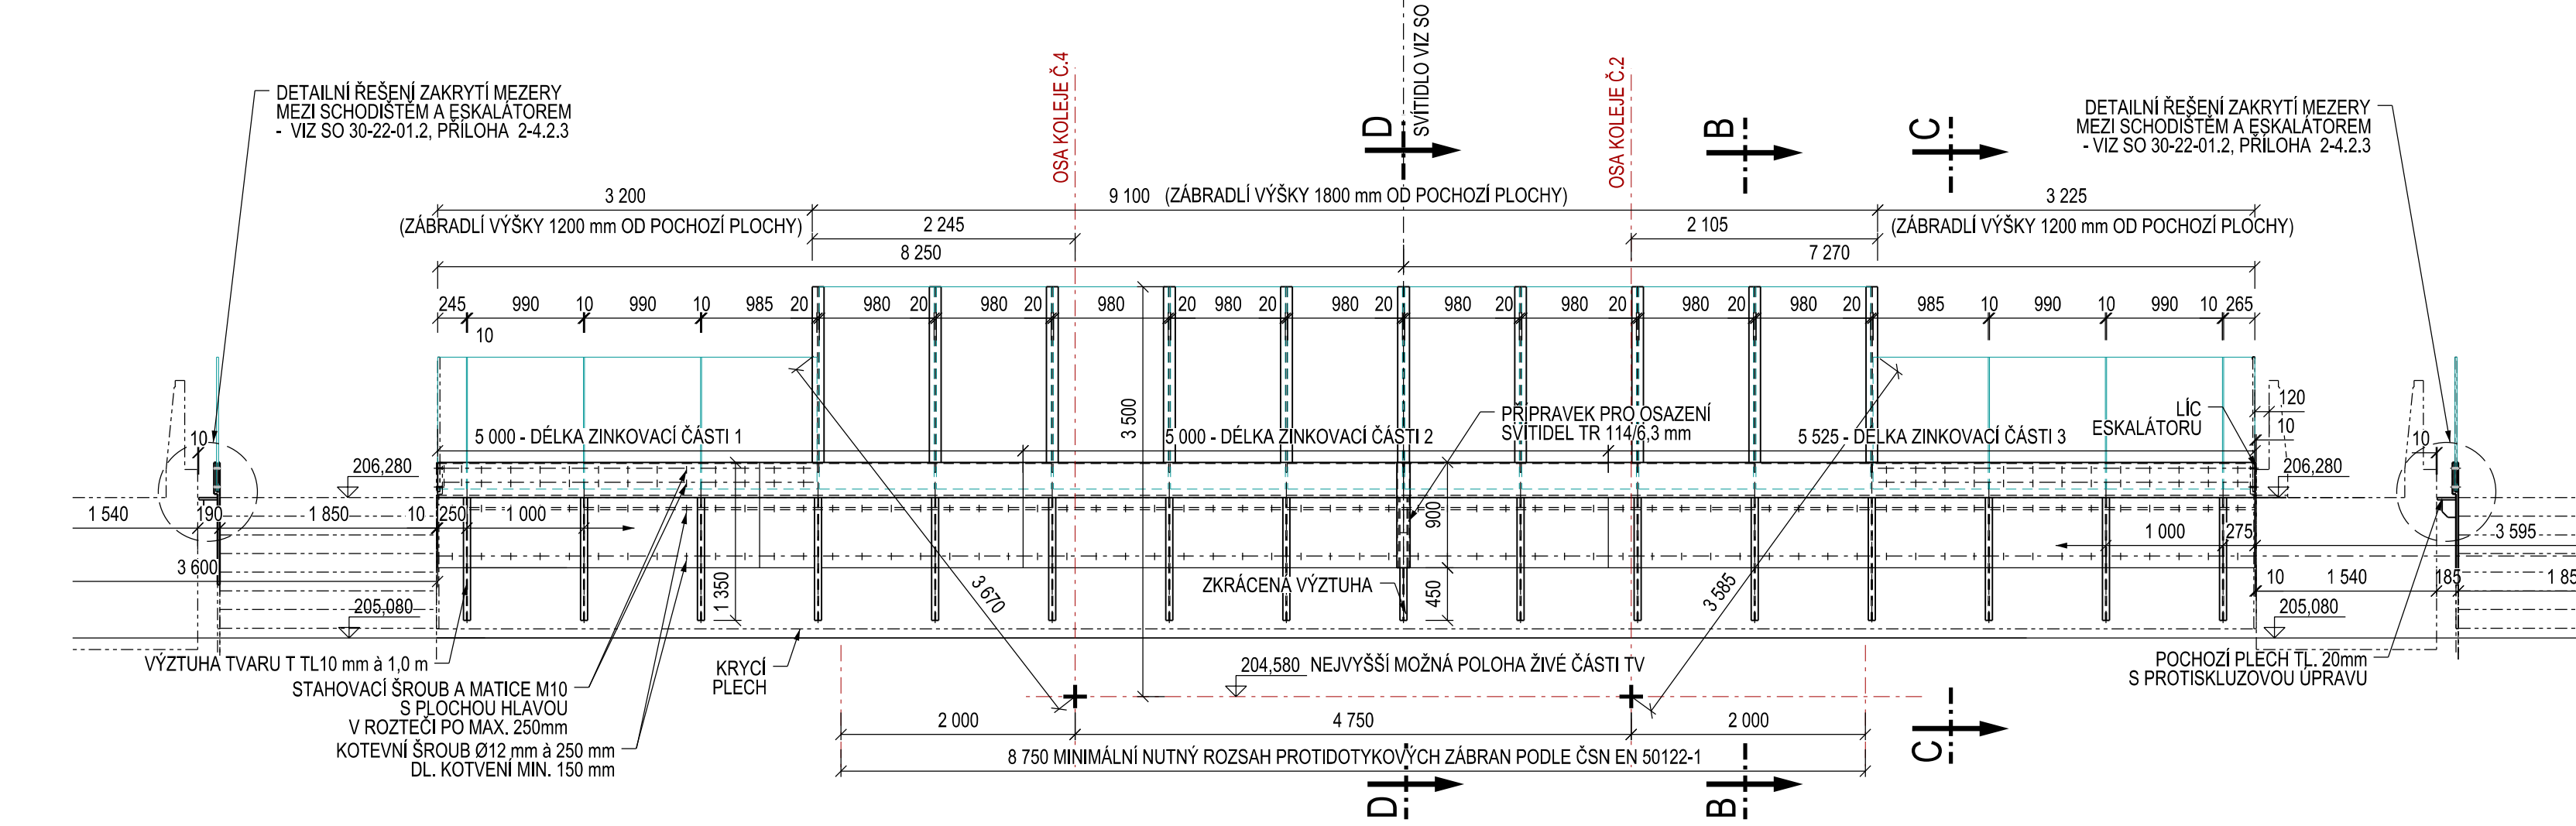 SVÍTIDLO VIZ SO
DETAILNÍ ŘEŠENÍ ZAKRYTÍ MEZERY
MEZI SCHODIŠTĚM A ESKALÁTOREM
- VIZ SO 30-22-01.2, PŘÍLOHA 2-4.2.3
OSA KOLEJE Č.4
D
OSA KOLEJE Č.2
B
C
DETAILNÍ ŘEŠENÍ ZAKRYTÍ MEZERY
MEZI SCHODIŠTĚM A ESKALÁTOREM
- VIZ SO 30-22-01.2, PŘÍLOHA 2-4.2.3
3 200
9 100 (ZÁBRADLÍ VÝŠKY 1800 mm OD POCHOZÍ PLOCHY)
3 225
(ZÁBRADLÍ VÝŠKY 1200 mm OD POCHOZÍ PLOCHY)
2 245
2 105
(ZÁBRADLÍ VÝŠKY 1200 mm OD POCHOZÍ PLOCHY)
8 250
7 270
245 990 10 990 10 985 20 980 20 980 20 980 20 980 20 980 20 980 20 980 20 980 20 980 20 985 10 990 10 990 10 265
10
3 500
PŘÍPRAVEK PRO OSAZENÍ
SVÍTIDEL TR 114/6,3 mm
LÍC
ESKALÁTORU
120
10
10
5 000 - DÉLKA ZINKOVACÍ ČÁSTI 1
5 000 - DÉLKA ZINKOVACÍ ČÁSTI 2
5 525 - DÉLKA ZINKOVACÍ ČÁSTI 3
10
206,280
206,280
1 540
190
1 850
10
250
1 000
900
1 000
275
3 595
3 600
1 350
3 670
ZKRÁCENÁ VÝZTUHA
450
3 585
10
1 540
185
1 85
205,080
205,080
VÝZTUHA TVARU T TL10 mm à 1,0 m
STAHOVACÍ ŠROUB A MATICE M10
S PLOCHOU HLAVOU
V ROZTEČI PO MAX. 250mm
KOTEVNÍ ŠROUB Ø12 mm à 250 mm
DL. KOTVENÍ MIN. 150 mm
KRYCÍ
PLECH
204,580 NEJVYŠŠÍ MOŽNÁ POLOHA ŽIVÉ ČÁSTI TV
POCHOZÍ PLECH TL. 20mm
S PROTISKLUZOVOU ÚPRAVU
2 000
4 750
2 000
8 750 MINIMÁLNÍ NUTNÝ ROZSAH PROTIDOTYKOVÝCH ZÁBRAN PODLE ČSN EN 50122-1
C
D
B